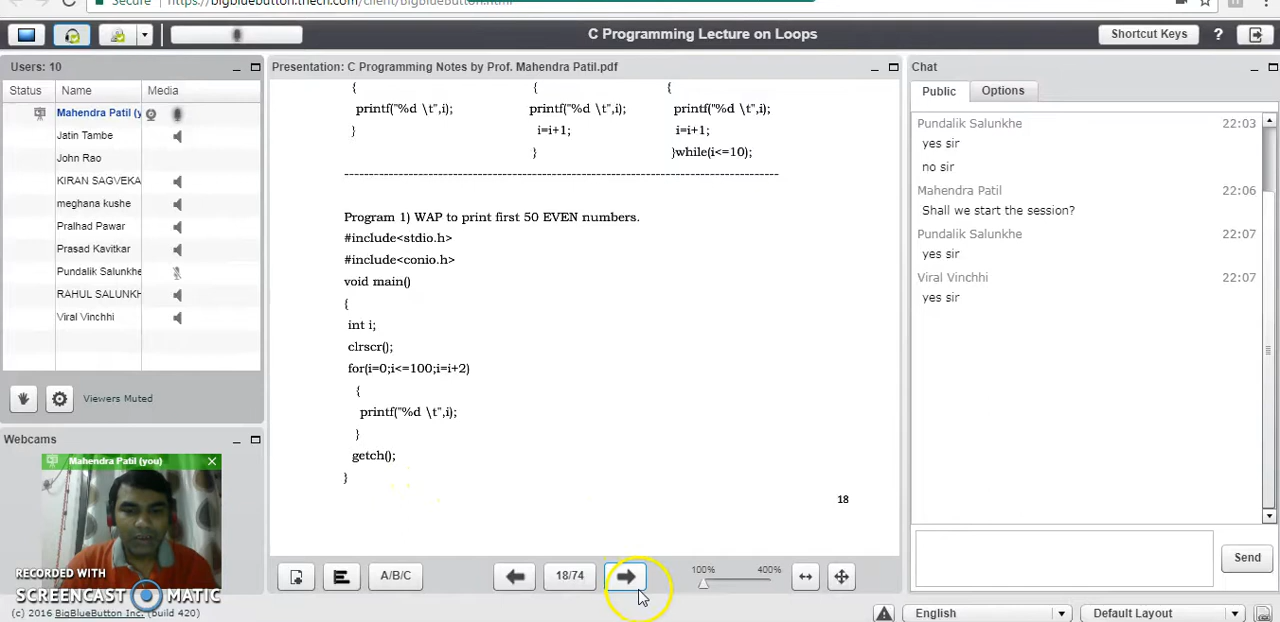 Secure https://bigbluebutton.thech.com/client/BigBlueButton.html
C Programming Lecture on Loops
Shortcut Keys
?
Users: 10
Status Name Media
Mahendra Patil (y
Jatin Tambe
John Rao
KIRAN SAGVEKA
meghana kushe
Pralhad Pawar
Prasad Kavitkar
Pundalik Salunkhe
RAHUL SALUNKH
Viral Vinchhi
Viewers Muted
Webcams
Mahendra Patil (you)
RECORDED WITH
SCREENCAST MATIC
(c) 2016 BigBlueButton Inc. (build 420)
Presentation: C Programming Notes by Prof. Mahendra Patil.pdf
{ { {
printf("%d \t",i); printf("%d \t",i); printf("%d \t",i);
} i=i+1; i=i+1;
} }while(i<=10);
--------------------------------------------------------------------------------------
Program 1) WAP to print first 50 EVEN numbers.
#include<stdio.h>
#include<conio.h>
void main()
{
int i;
clrscr();
for(i=0;i<=100;i=i+2)
{
printf("%d \t",i);
}
getch();
}
18
A/B/C
18/74
100% 400%
Chat
Public Options
Pundalik Salunkhe 22:03
yes sir
no sir
Mahendra Patil 22:06
Shall we start the session?
Pundalik Salunkhe 22:07
yes sir
Viral Vinchhi 22:07
yes sir
Send
English
Default Layout